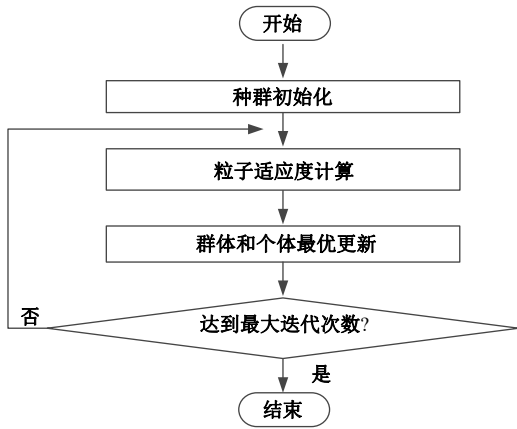 开始
种群初始化
粒子适应度计算
群体和个体最优更新
达到最大迭代次数?
否
是
结束